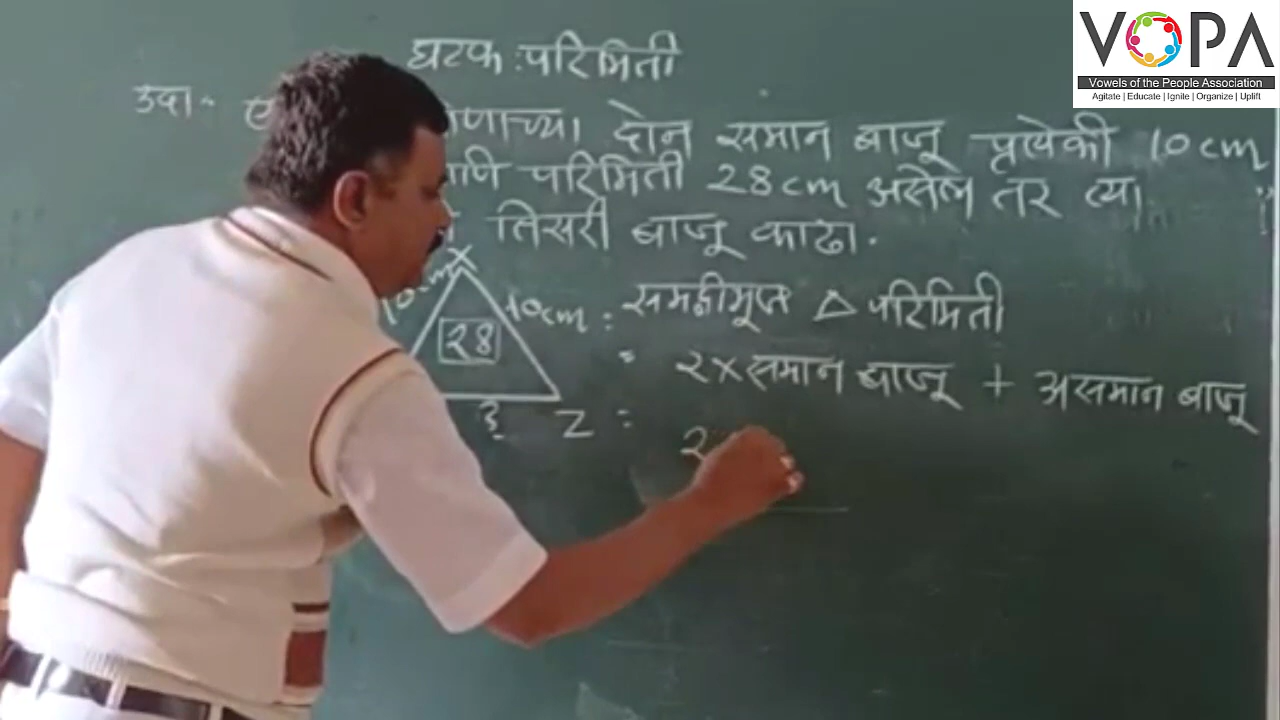 घटक : परिमिती
उदा. दोन समान बाजू प्रत्येकी 10 cm
परिमिती 28 cm असेल तर त्या
तिसरी बाजू काढा.
X
10cm
10cm
28
?
Z
= समद्वीभूज △ परिमिती
= 2 x समान बाजू + असमान बाजू
= 2
VOPA
Vowels of the People Association
Agitate | Educate | Ignite | Organize | Uplift